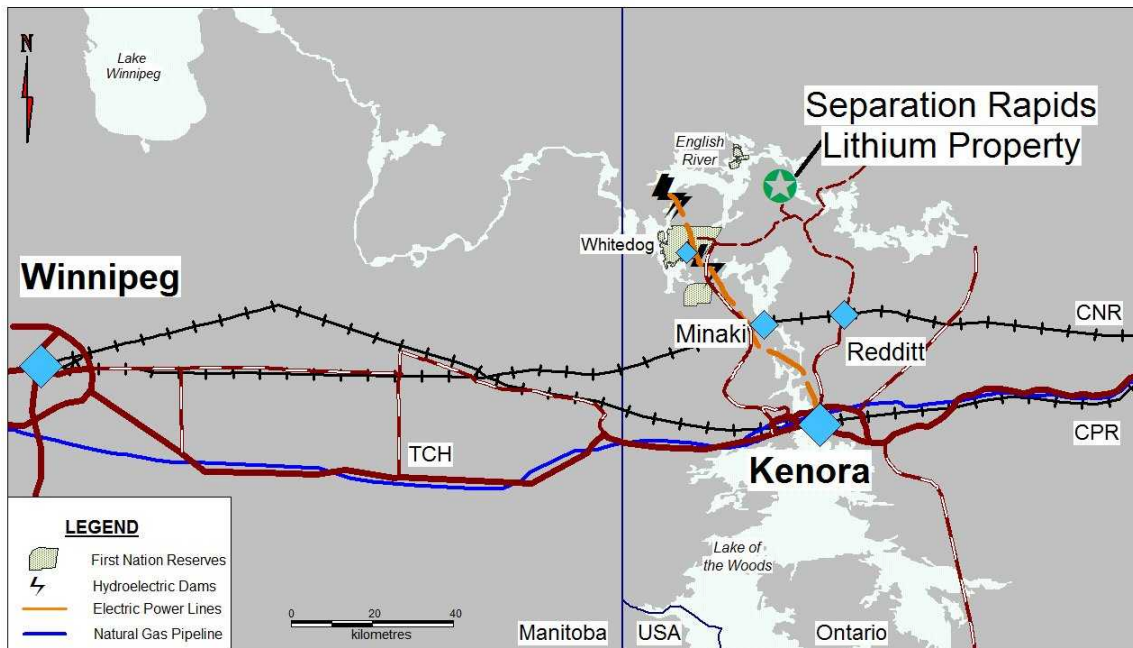 N
Lake
Winnipeg
Separation Rapids
Lithium Property
English
River
Whitedog
Winnipeg
Minaki
Redditt
CNR
TCH
CPR
Kenora
LEGEND
First Nation Reserves
Hydroelectric Dams
Electric Power Lines
Natural Gas Pipeline
0 20 40
kilometres
Lake of
the Woods
Manitoba
USA
Ontario